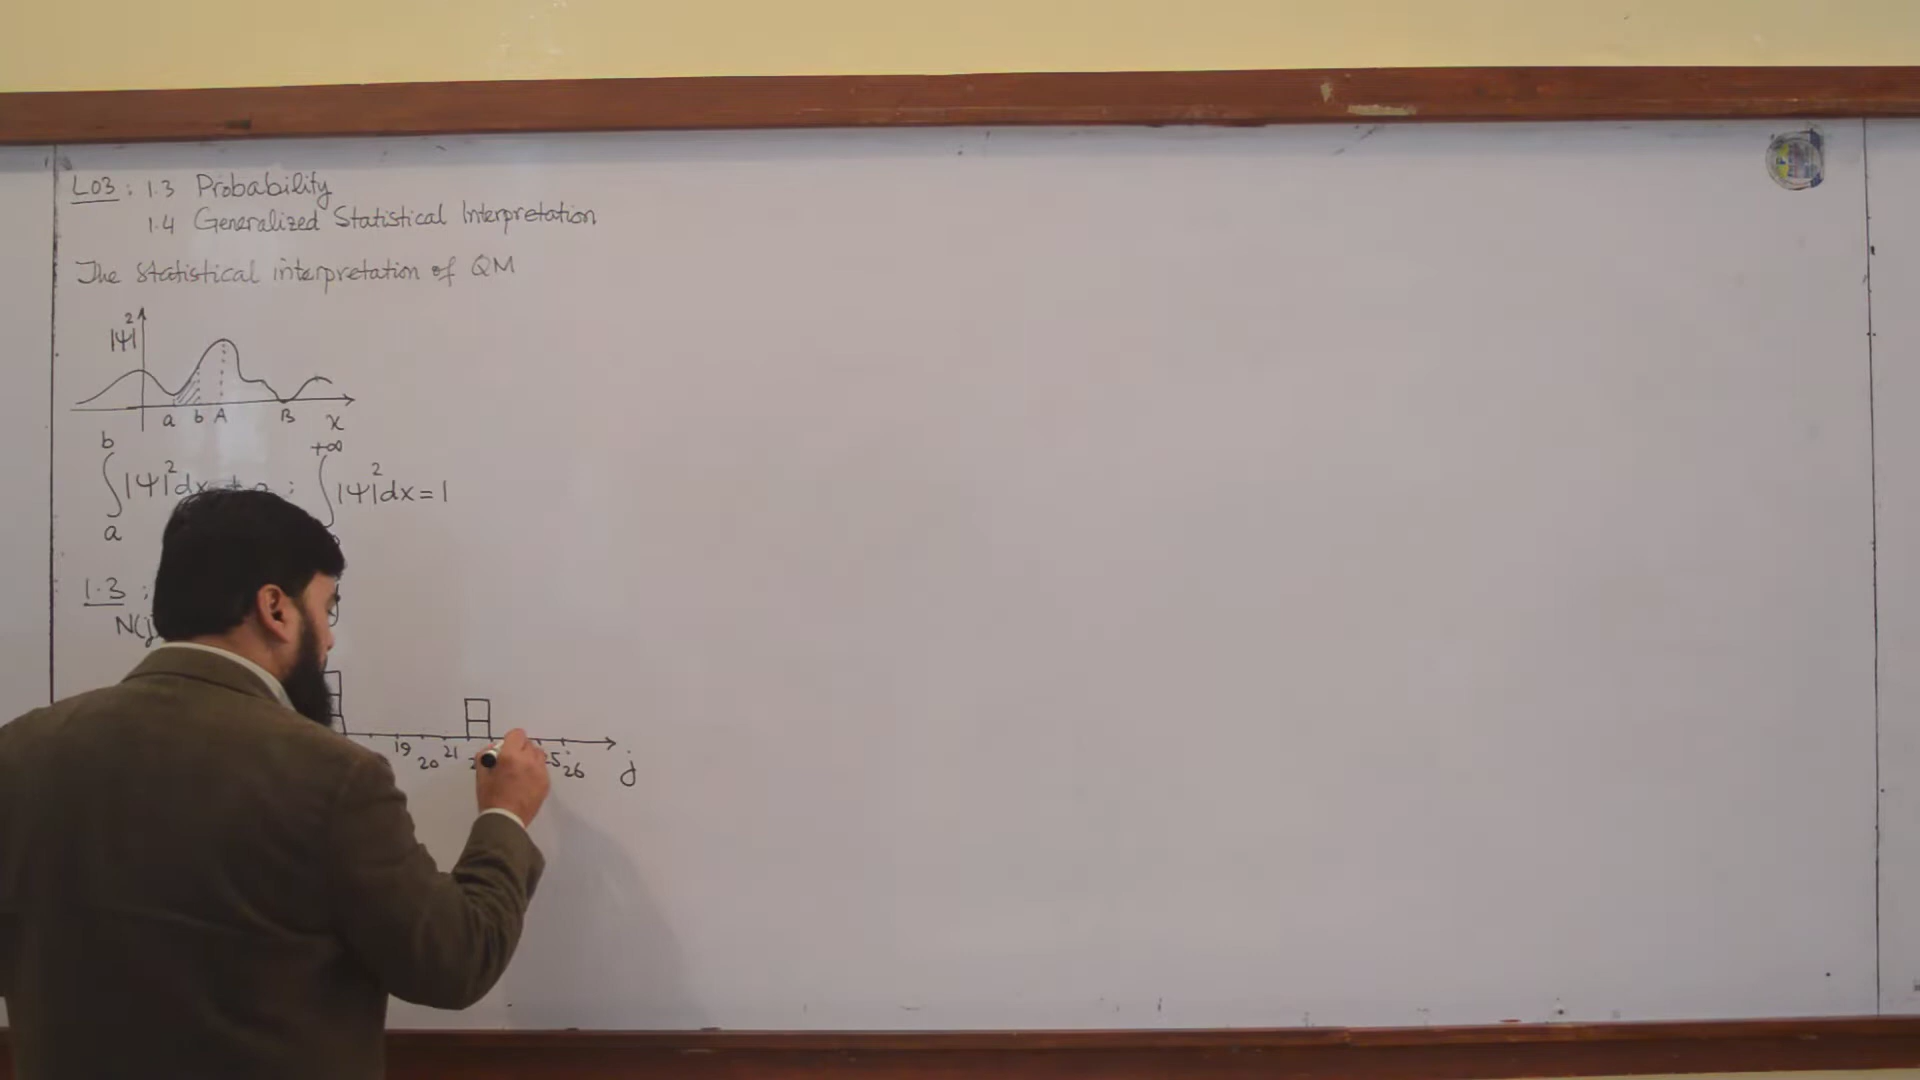 L03: 1.3 Probability
1.4 Generalized Statistical Interpretation
The Statistical interpretation of QM
|Ψ|²
a b A B x
∫ₐᵇ |Ψ|² dx ; ∫ +∞ |Ψ|² dx = 1
1.3 :
N(j
19 20 21 26 j